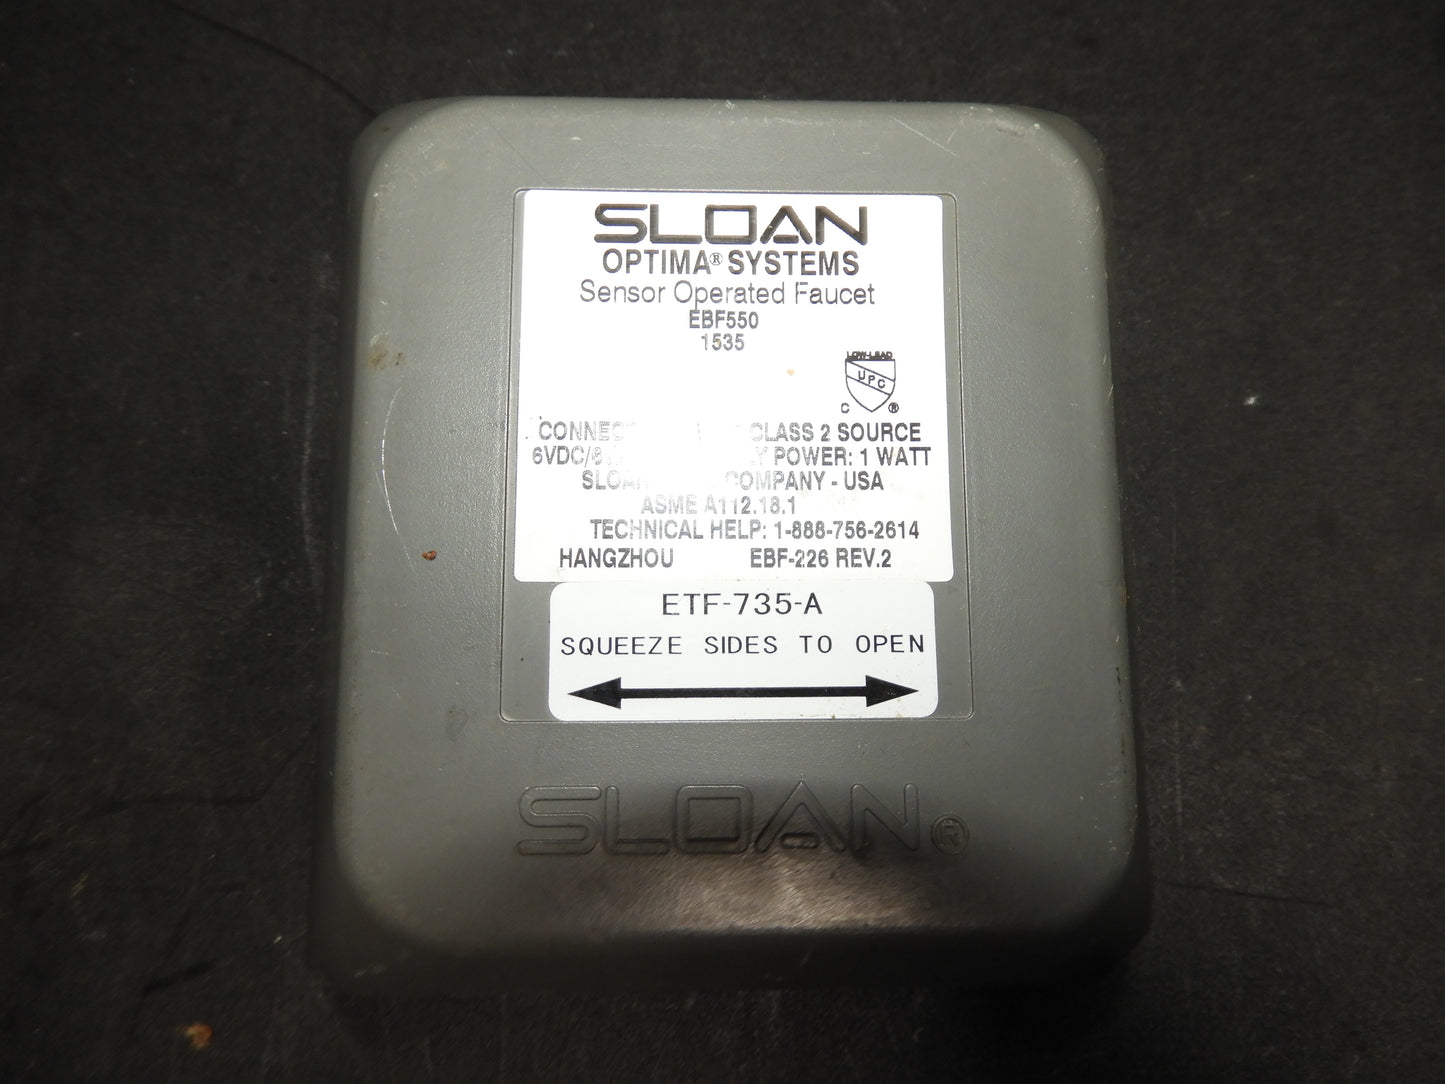 SLOAN
OPTIMA® SYSTEMS
Sensor Operated Faucet
EBF550
1535
LOW-LEAD
UPC
C ®
CLASS 2 SOURCE
6VDC/ POWER: 1 WATT
COMPANY - USA
ASME A112.18.1
TECHNICAL HELP: 1-888-756-2614
HANGZHOU EBF-226 REV.2
ETF-735-A
SQUEEZE SIDES TO OPEN
SLOAN®